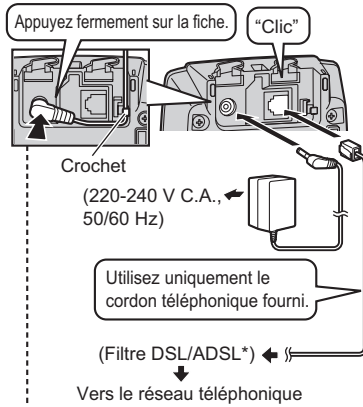 Appuyez fermement sur la fiche.
“Clic”
Crochet
(220-240 V C.A.,
50/60 Hz)
Utilisez uniquement le
cordon téléphonique fourni.
(Filtre DSL/ADSL*)
Vers le réseau téléphonique